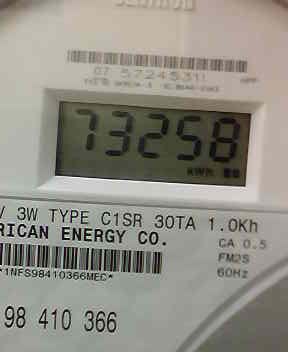 07 57245311
73258
KWH
V 3W TYPE C1SR 30TA 1.0Kh
RICAN ENERGY CO.
CA 0.5
FM2S
60Hz
*1NFS98410366MEC*
98 410 366